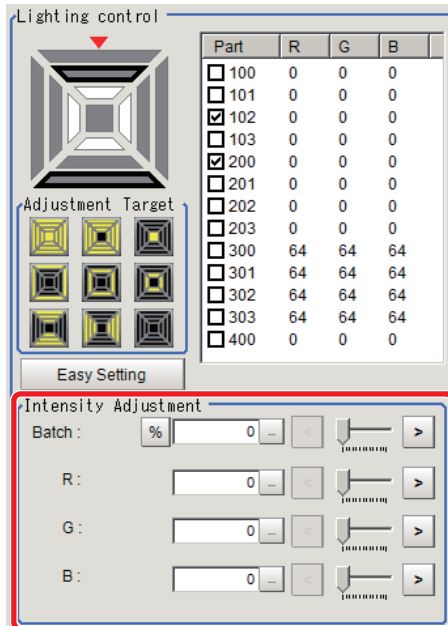 Lighting control
Part R G B
100 0 0 0
101 0 0 0
102 0 0 0
103 0 0 0
200 0 0 0
201 0 0 0
202 0 0 0
203 0 0 0
300 64 64 64
301 64 64 64
302 64 64 64
303 64 64 64
400 0 0 0
Adjustment Target
Easy Setting
Intensity Adjustment
Batch : % 0 ... < >
R : 0 ... < >
G : 0 ... < >
B : 0 ... < >